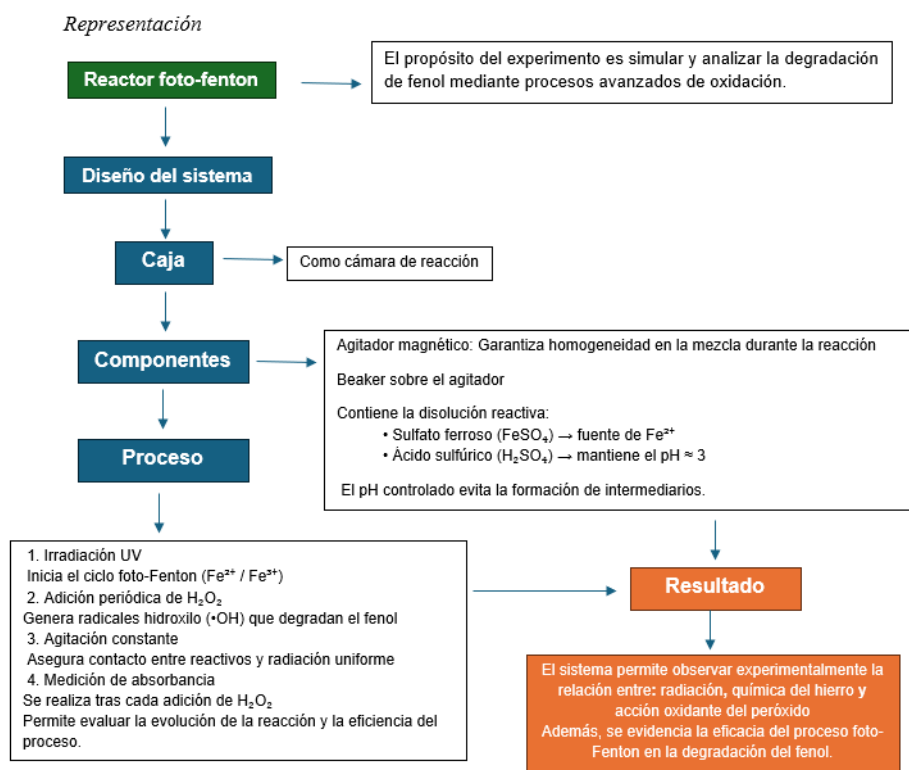 Representación
Reactor foto-fenton
El propósito del experimento es simular y analizar la degradación
de fenol mediante procesos avanzados de oxidación.
Diseño del sistema
Caja
Como cámara de reacción
Componentes
Agitador magnético: Garantiza homogeneidad en la mezcla durante la reacción
Beaker sobre el agitador
Contiene la disolución reactiva:
• Sulfato ferroso (FeSO₄) → fuente de Fe²⁺
• Ácido sulfúrico (H₂SO₄) → mantiene el pH ≈ 3
El pH controlado evita la formación de intermediarios.
Proceso
1. Irradiación UV
Inicia el ciclo foto-Fenton (Fe²⁺ / Fe³⁺)
2. Adición periódica de H₂O₂
Genera radicales hidroxilo (•OH) que degradan el fenol
3. Agitación constante
Asegura contacto entre reactivos y radiación uniforme
4. Medición de absorbancia
Se realiza tras cada adición de H₂O₂
Permite evaluar la evolución de la reacción y la eficiencia del
proceso.
Resultado
El sistema permite observar experimentalmente la
relación entre: radiación, química del hierro y
acción oxidante del peróxido
Además, se evidencia la eficacia del proceso foto-
Fenton en la degradación del fenol.